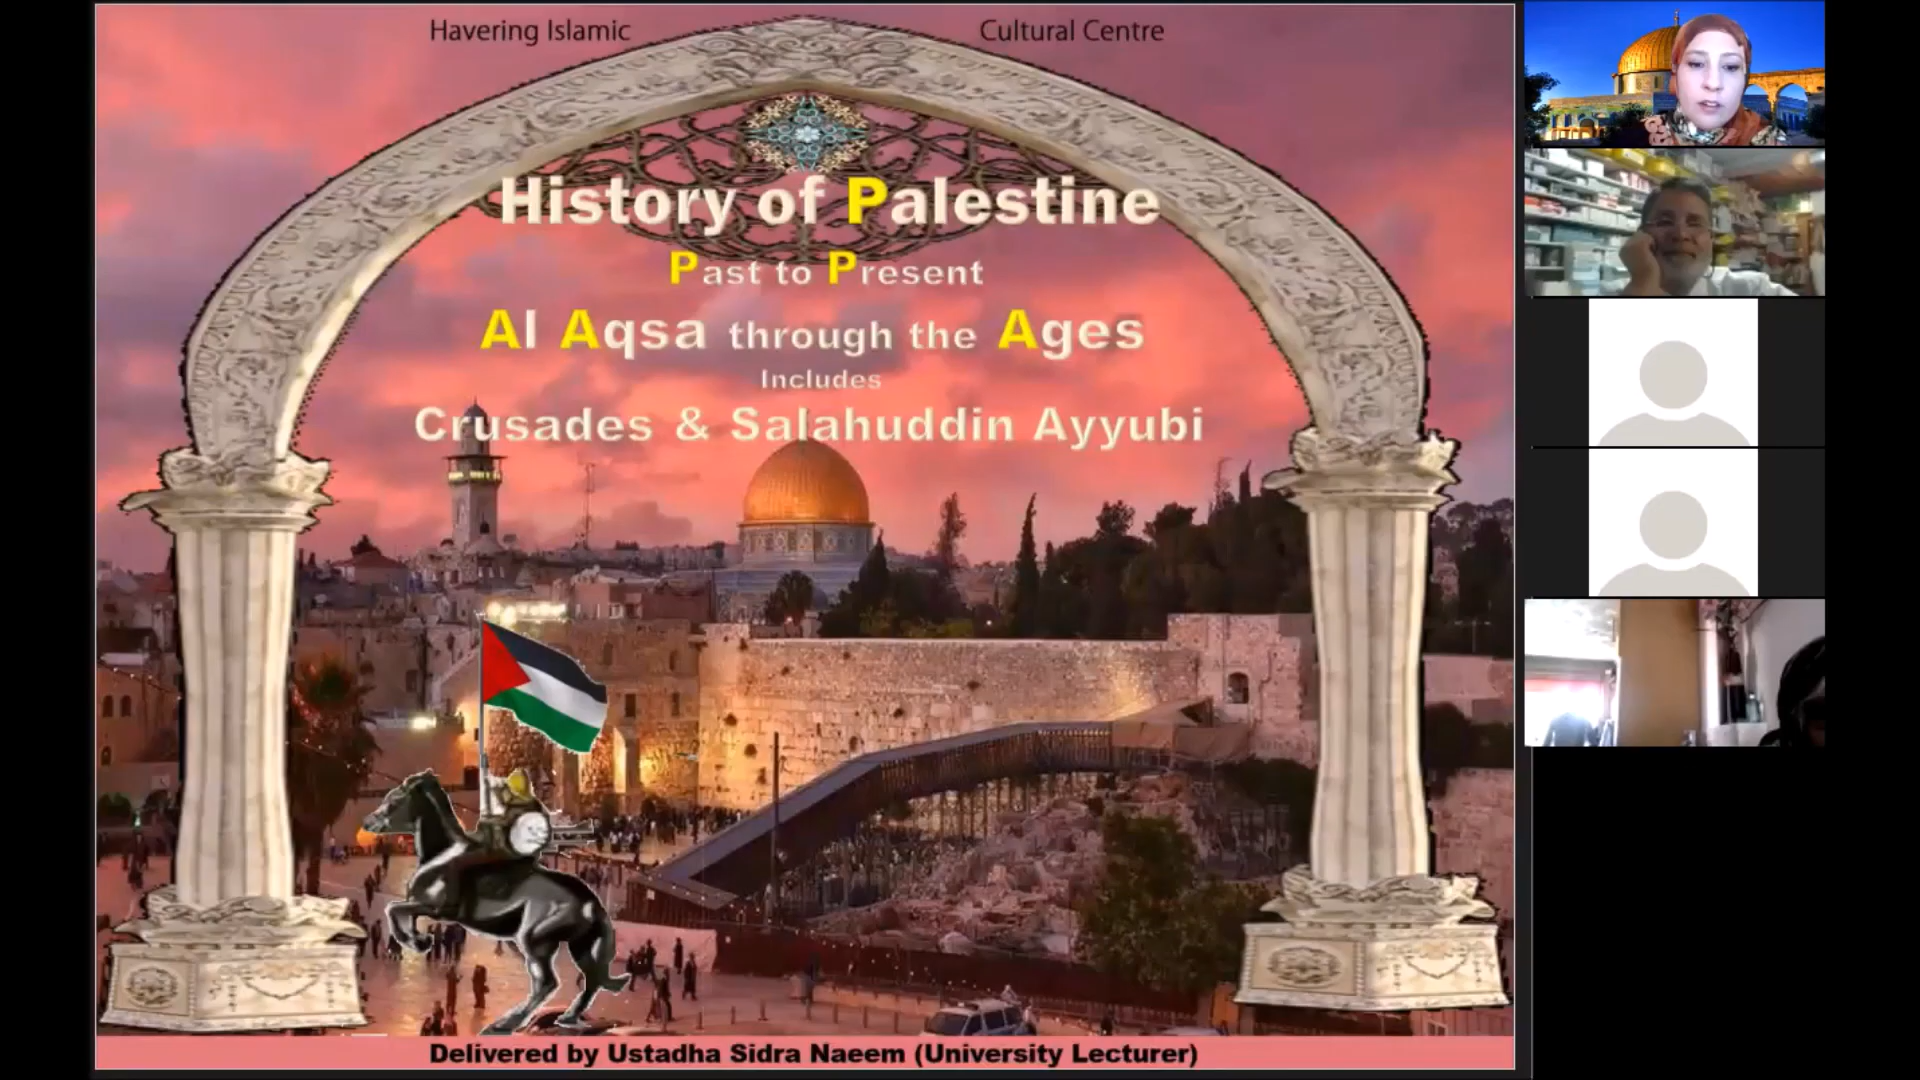 Havering Islamic Cultural Centre
History of Palestine
Past to Present
Al Aqsa through the Ages
Includes
Crusades & Salahuddin Ayyubi
Delivered by Ustadha Sidra Naeem (University Lecturer)